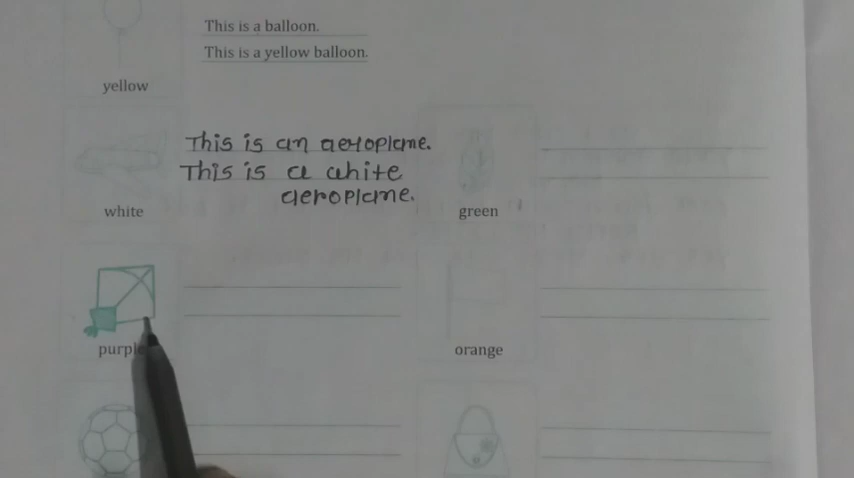 This is a balloon.
This is a yellow balloon.
yellow
This is an aeroplane.
This is a white
aeroplane.
white
green
purple
orange